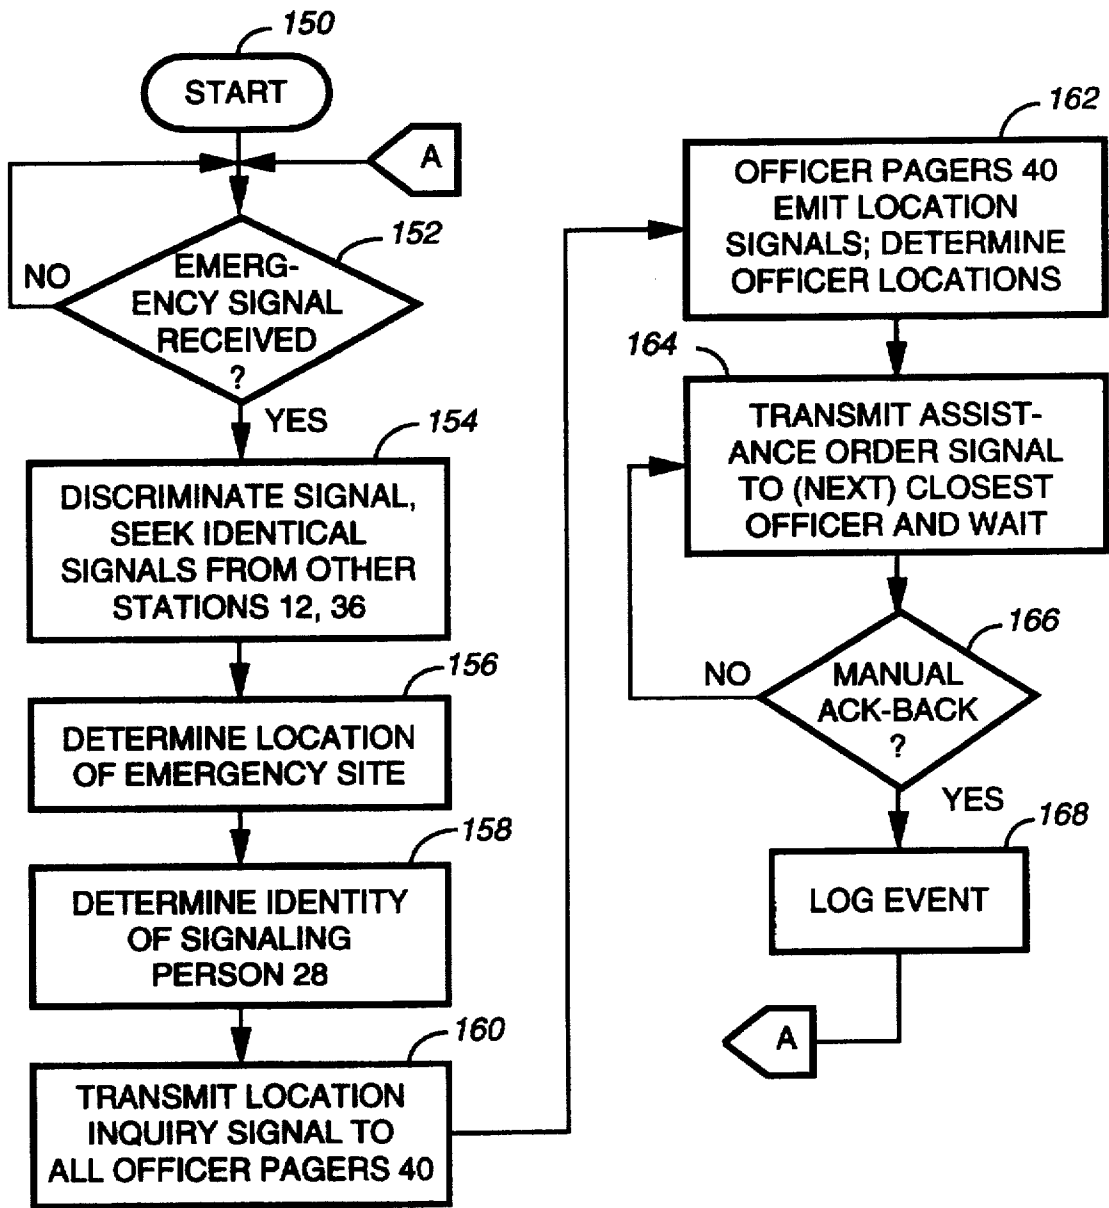 150
START
A
152
EMERG-
ENCY SIGNAL
RECEIVED
?
NO
YES
154
DISCRIMINATE SIGNAL,
SEEK IDENTICAL
SIGNALS FROM OTHER
STATIONS 12, 36
156
DETERMINE LOCATION
OF EMERGENCY SITE
158
DETERMINE IDENTITY
OF SIGNALING
PERSON 28
160
TRANSMIT LOCATION
INQUIRY SIGNAL TO
ALL OFFICER PAGERS 40
162
OFFICER PAGERS 40
EMIT LOCATION
SIGNALS; DETERMINE
OFFICER LOCATIONS
164
TRANSMIT ASSIST-
ANCE ORDER SIGNAL
TO (NEXT) CLOSEST
OFFICER AND WAIT
166
MANUAL
ACK-BACK
?
NO
YES
168
LOG EVENT
A